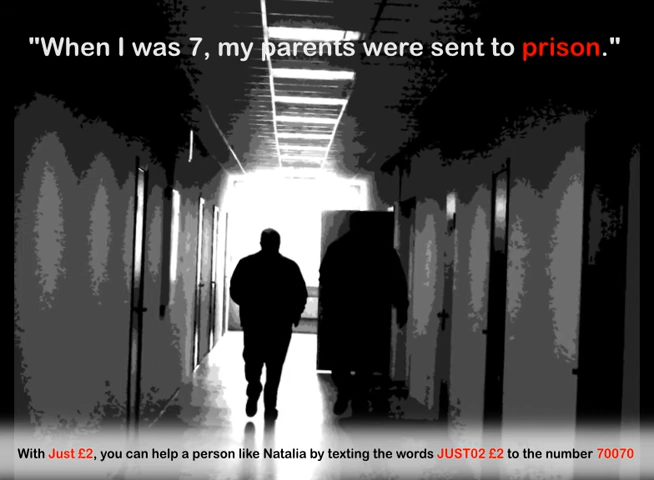 "When I was 7, my parents were sent to prison."
With Just £2, you can help a person like Natalia by texting the words JUST02 £2 to the number 70070